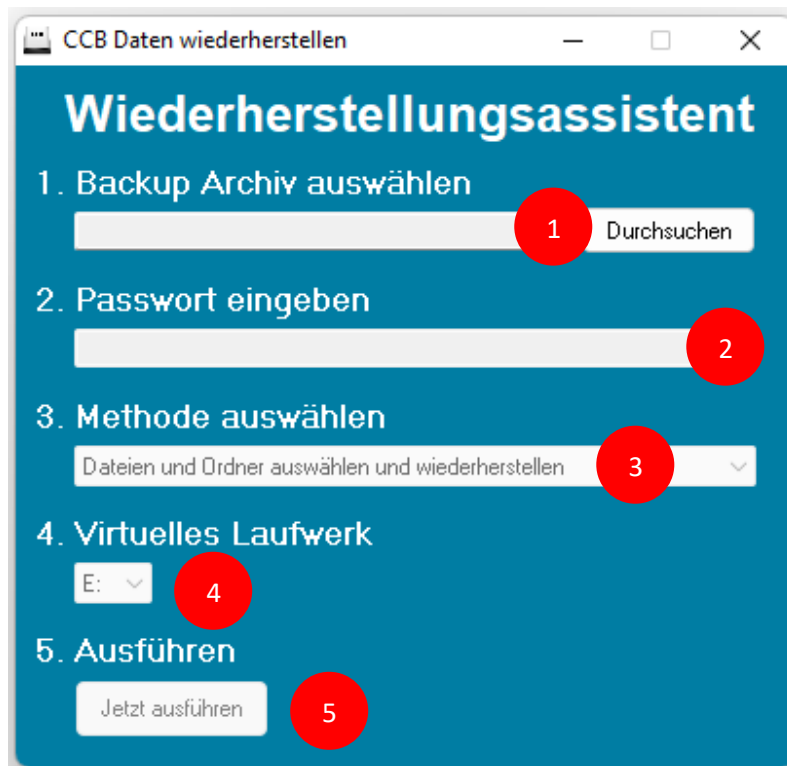 CCB Daten wiederherstellen
Wiederherstellungsassistent
1. Backup Archiv auswählen
1 Durchsuchen
2. Passwort eingeben
2
3. Methode auswählen
Dateien und Ordner auswählen und wiederherstellen 3
4. Virtuelles Laufwerk
E: 4
5. Ausführen
Jetzt ausführen 5